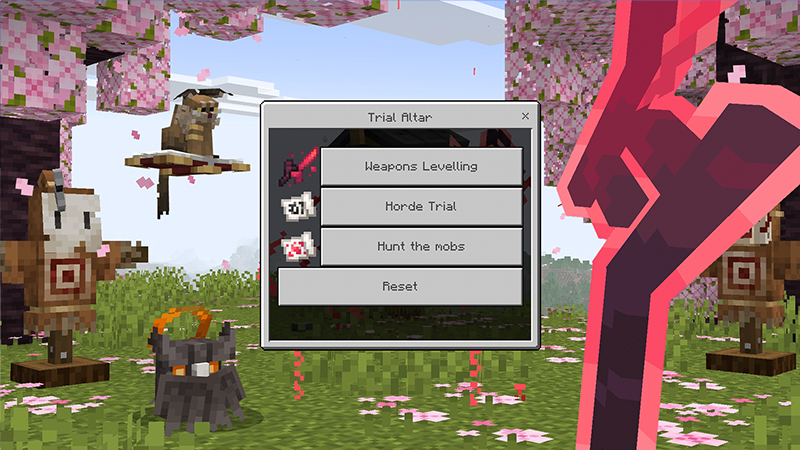 Trial Altar
Weapons Levelling
Horde Trial
Hunt the mobs
Reset